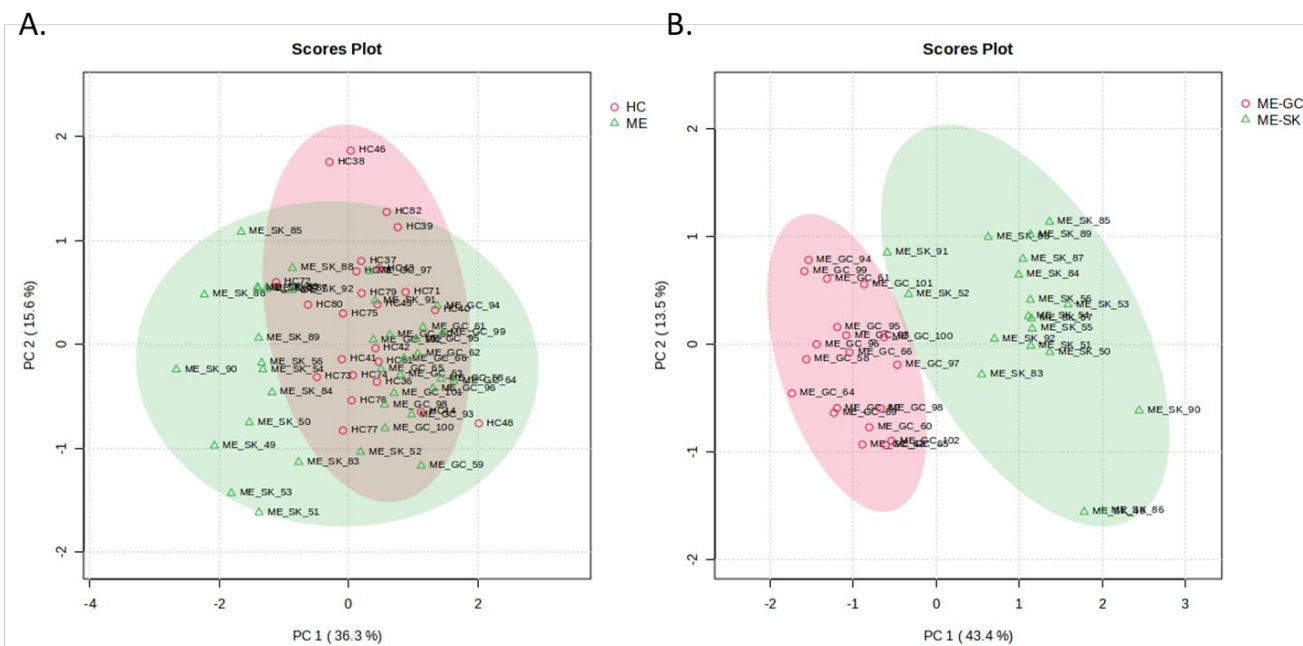 A.
Scores Plot
HC
ME
HC46
HC38
HC82
HC39
ME_SK_85
HC37
ME_SK_88
HC72
ME_SK_92
HC79
HC71
ME_SK_86
HC80
ME_SK_91
ME_GC_94
HC40
HC75
ME_GC_61
ME_GC_99
ME_SK_89
HC42
ME_GC_62
HC41
ME_SK_56
ME_SK_54
ME_SK_90
HC73
HC74
HC36
ME_GC_63
ME_GC_64
ME_GC_96
ME_SK_84
HC76
ME_GC_101
ME_GC_98
ME_GC_93
HC48
ME_SK_50
HC77
ME_GC_100
ME_SK_49
ME_SK_52
ME_SK_83
ME_GC_59
ME_SK_53
ME_SK_51
2
1
0
-1
-2
-4
-2
0
2
PC 2 ( 15.6 %)
PC 1 ( 36.3 %)
B.
Scores Plot
ME-GC
ME-SK
ME_SK_85
ME_SK_89
ME_SK_91
ME_GC_94
ME_GC_99
ME_GC_61
ME_GC_101
ME_SK_87
ME_SK_84
ME_SK_52
ME_SK_56
ME_SK_53
ME_GC_95
ME_SK_55
ME_GC_100
ME_GC_96
ME_GC_66
ME_SK_92
ME_SK_51
ME_SK_50
ME_GC_58
ME_GC_97
ME_SK_83
ME_GC_64
ME_GC_98
ME_SK_90
ME_GC_60
ME_GC_102
2
1
0
-1
-2
-2
-1
0
1
2
3
PC 2 ( 13.5 %)
PC 1 ( 43.4 %)